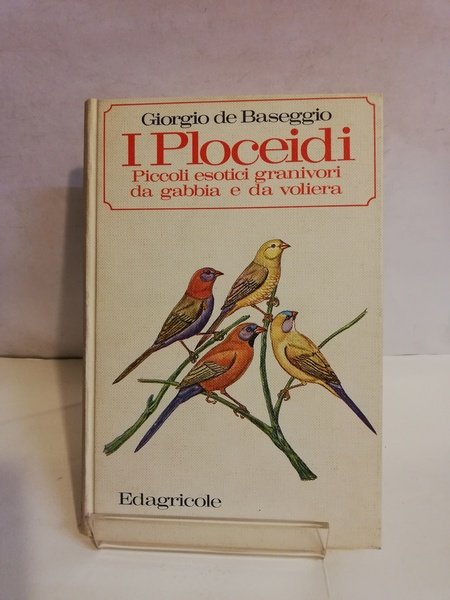 Giorgio de Baseggio
I Ploceidi
Piccoli esotici granivori
da gabbia e da voliera
Edagricole